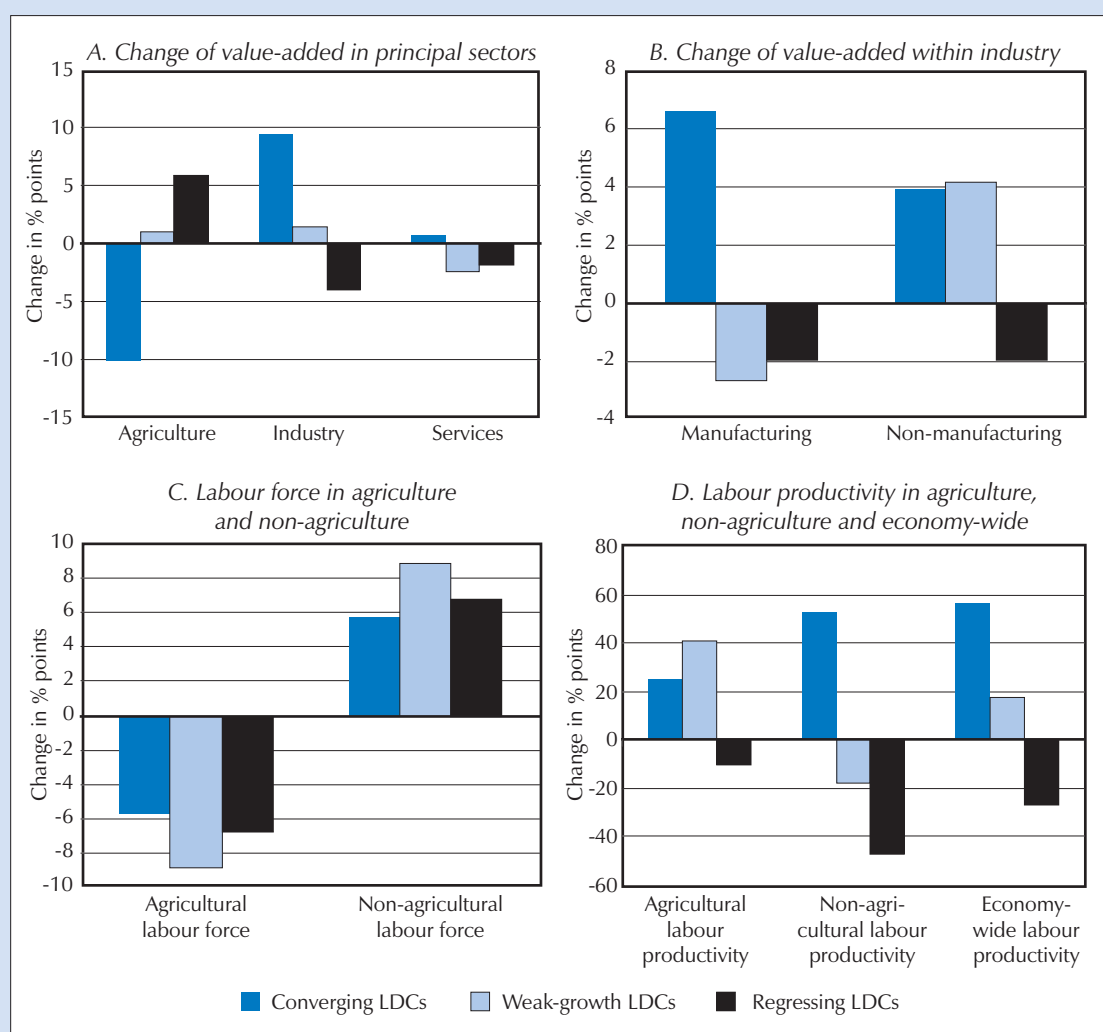 A. Change of value-added in principal sectors
Change in % points
15
10
5
0
-5
-10
-15
Agriculture Industry Services
B. Change of value-added within industry
Change in % points
8
6
4
2
0
-2
-4
Manufacturing Non-manufacturing
C. Labour force in agriculture
and non-agriculture
Change in % points
10
8
6
4
2
0
-2
-4
-6
-8
-10
Agricultural
labour force
Non-agricultural
labour force
D. Labour productivity in agriculture,
non-agriculture and economy-wide
Change in % points
80
60
40
20
0
-20
-40
-60
Agricultural
labour
productivity
Non-agri-
cultural labour
productivity
Economy-
wide labour
productivity
Converging LDCs Weak-growth LDCs Regressing LDCs